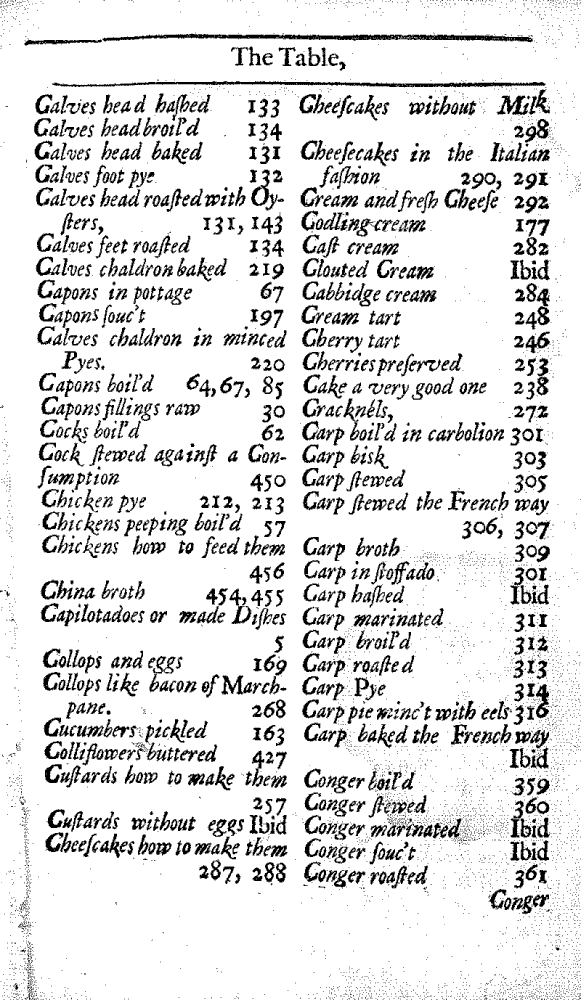 The Table,
Calves head haſhed 133
Calves head broil'd 134
Calves head baked 131
Calves foot pye 132
Calves head roaſted with Oy-
ſters, 131, 143
Calves feet roaſted 134
Calves chaldron baked 219
Capons in pottage 67
Capons ſouc't 197
Calves chaldron in minced
Pyes. 220
Capons boil'd 64, 67, 85
Capons fillings raw 30
Cocks boil'd 62
Cock ſtewed againſt a Con-
ſumption 450
Chicken pye 212, 213
Chickens peeping boil'd 57
Chickens how to feed them
456
China broth 454, 455
Capilotadoes or made Diſhes
5
Collops and eggs 169
Collops like bacon of March-
pane. 268
Cucumbers pickled 163
Colliflowers buttered 427
Cuſtards how to make them
257
Cuſtards without eggs Ibid
Cheeſcakes how to make them
287, 288
Cheeſcakes without Milk
298
Cheeſecakes in the Italian
faſhion 290, 291
Cream and freſh Cheeſe 292
Codling-cream 177
Caſt cream 282
Clouted Cream Ibid
Cabbidge cream 284
Cream tart 248
Cherry tart 246
Cherries preſerved 253
Cake a very good one 238
Cracknels, 272
Carp boil'd in carbolion 301
Carp bisk 303
Carp ſtewed 305
Carp ſtewed the French way
306, 307
Carp broth 309
Carp in ſtoffado 301
Carp haſhed Ibid
Carp marinated 311
Carp broil'd 312
Carp roaſted 313
Carp Pye 314
Carp pie minc't with eels 316
Carp baked the French way
Ibid
Conger boil'd 359
Conger ſtewed 360
Conger marinated Ibid
Conger ſouc't Ibid
Conger roaſted 361
Conger